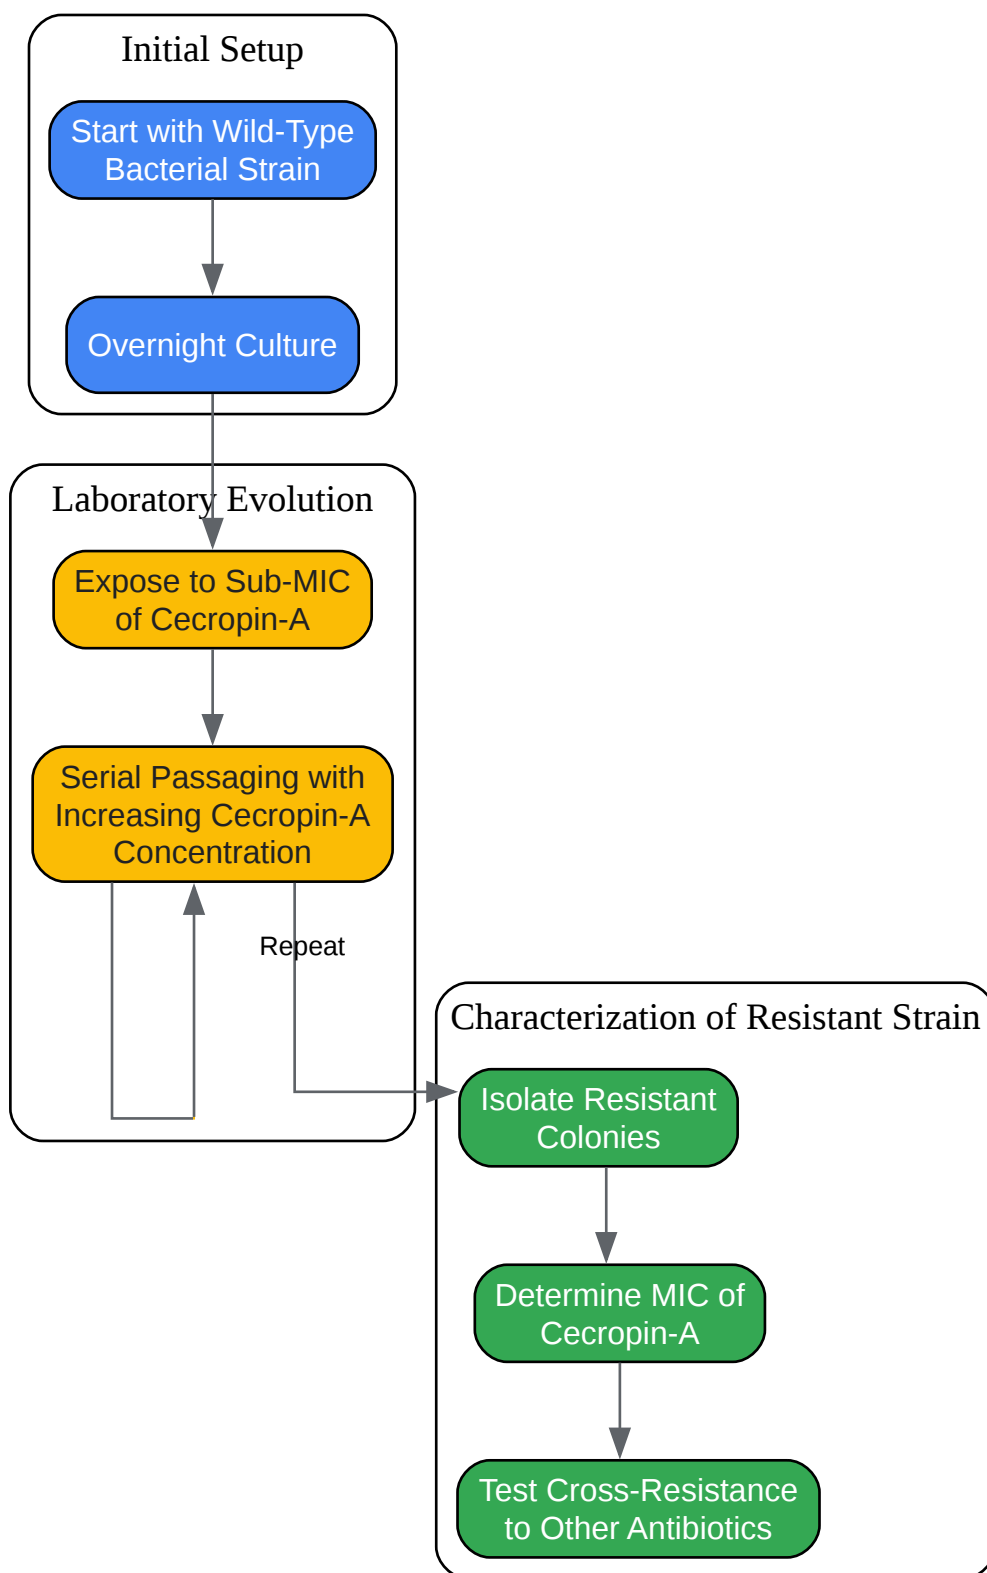 Initial Setup
Start with Wild-Type
Bacterial Strain
Overnight Culture
Laboratory Evolution
Expose to Sub-MIC
of Cecropin-A
Serial Passaging with
Increasing Cecropin-A
Concentration
Repeat
Characterization of Resistant Strain
Isolate Resistant
Colonies
Determine MIC of
Cecropin-A
Test Cross-Resistance
to Other Antibiotics